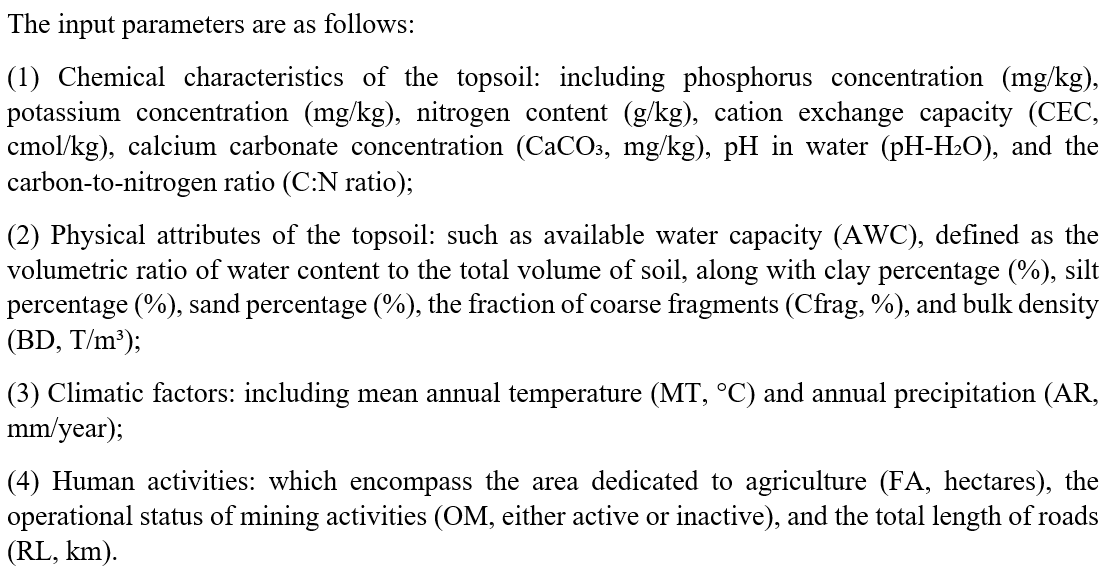 The input parameters are as follows:
(1) Chemical characteristics of the topsoil: including phosphorus concentration (mg/kg),
potassium concentration (mg/kg), nitrogen content (g/kg), cation exchange capacity (CEC,
cmol/kg), calcium carbonate concentration (CaCO₃, mg/kg), pH in water (pH-H₂O), and the
carbon-to-nitrogen ratio (C:N ratio);
(2) Physical attributes of the topsoil: such as available water capacity (AWC), defined as the
volumetric ratio of water content to the total volume of soil, along with clay percentage (%), silt
percentage (%), sand percentage (%), the fraction of coarse fragments (Cfrag, %), and bulk density
(BD, T/m³);
(3) Climatic factors: including mean annual temperature (MT, °C) and annual precipitation (AR,
mm/year);
(4) Human activities: which encompass the area dedicated to agriculture (FA, hectares), the
operational status of mining activities (OM, either active or inactive), and the total length of roads
(RL, km).